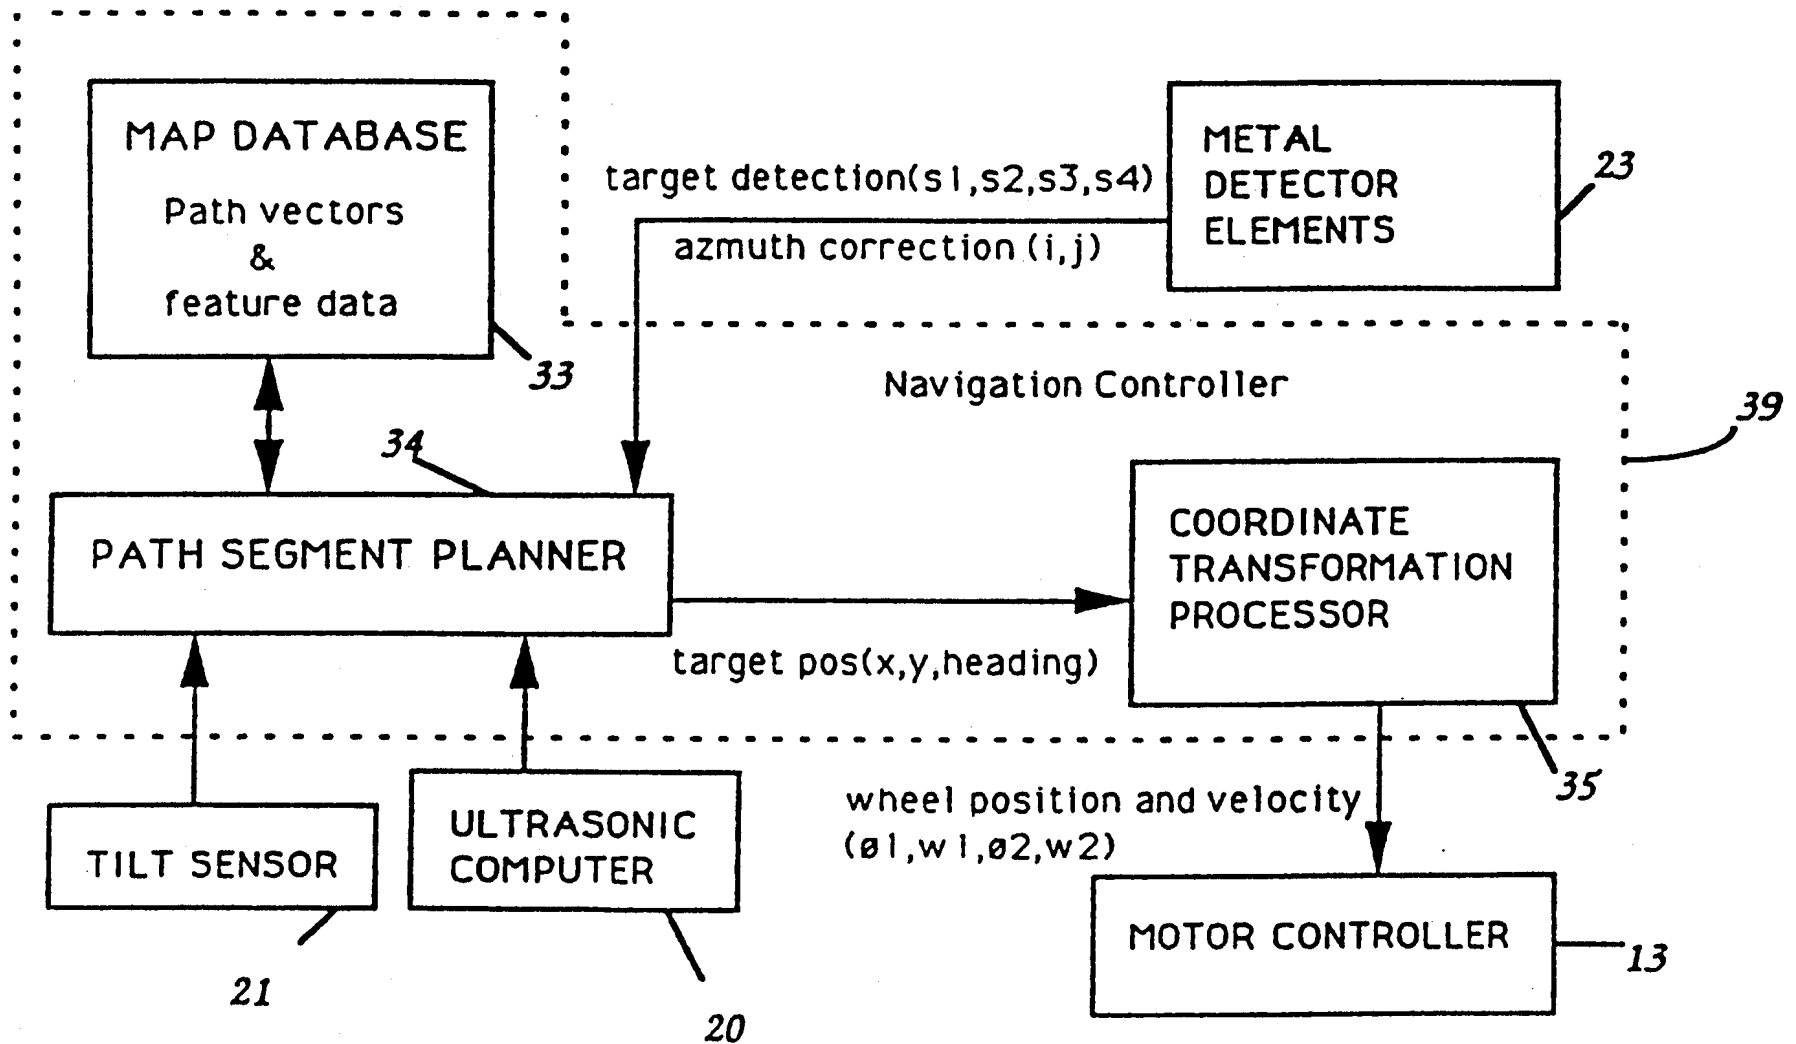 MAP DATABASE
Path vectors
&
feature data
33
target detection(s1,s2,s3,s4)
azmuth correction (i,j)
METAL
DETECTOR
ELEMENTS
23
Navigation Controller
39
34
PATH SEGMENT PLANNER
target pos(x,y,heading)
COORDINATE
TRANSFORMATION
PROCESSOR
35
TILT SENSOR
21
ULTRASONIC
COMPUTER
20
wheel position and velocity
(ø1,w1,ø2,w2)
MOTOR CONTROLLER
13